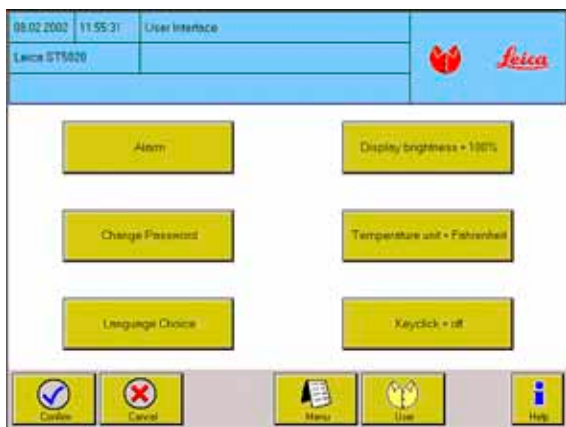 08.02.2002 11:55:31 User Interface
Leica ST5020
Leica
Alarm
Display brightness = 100%
Change Password
Temperature unit = Fahrenheit
Language Choice
Keyclick = off
Confirm
Cancel
Menu
User
Help